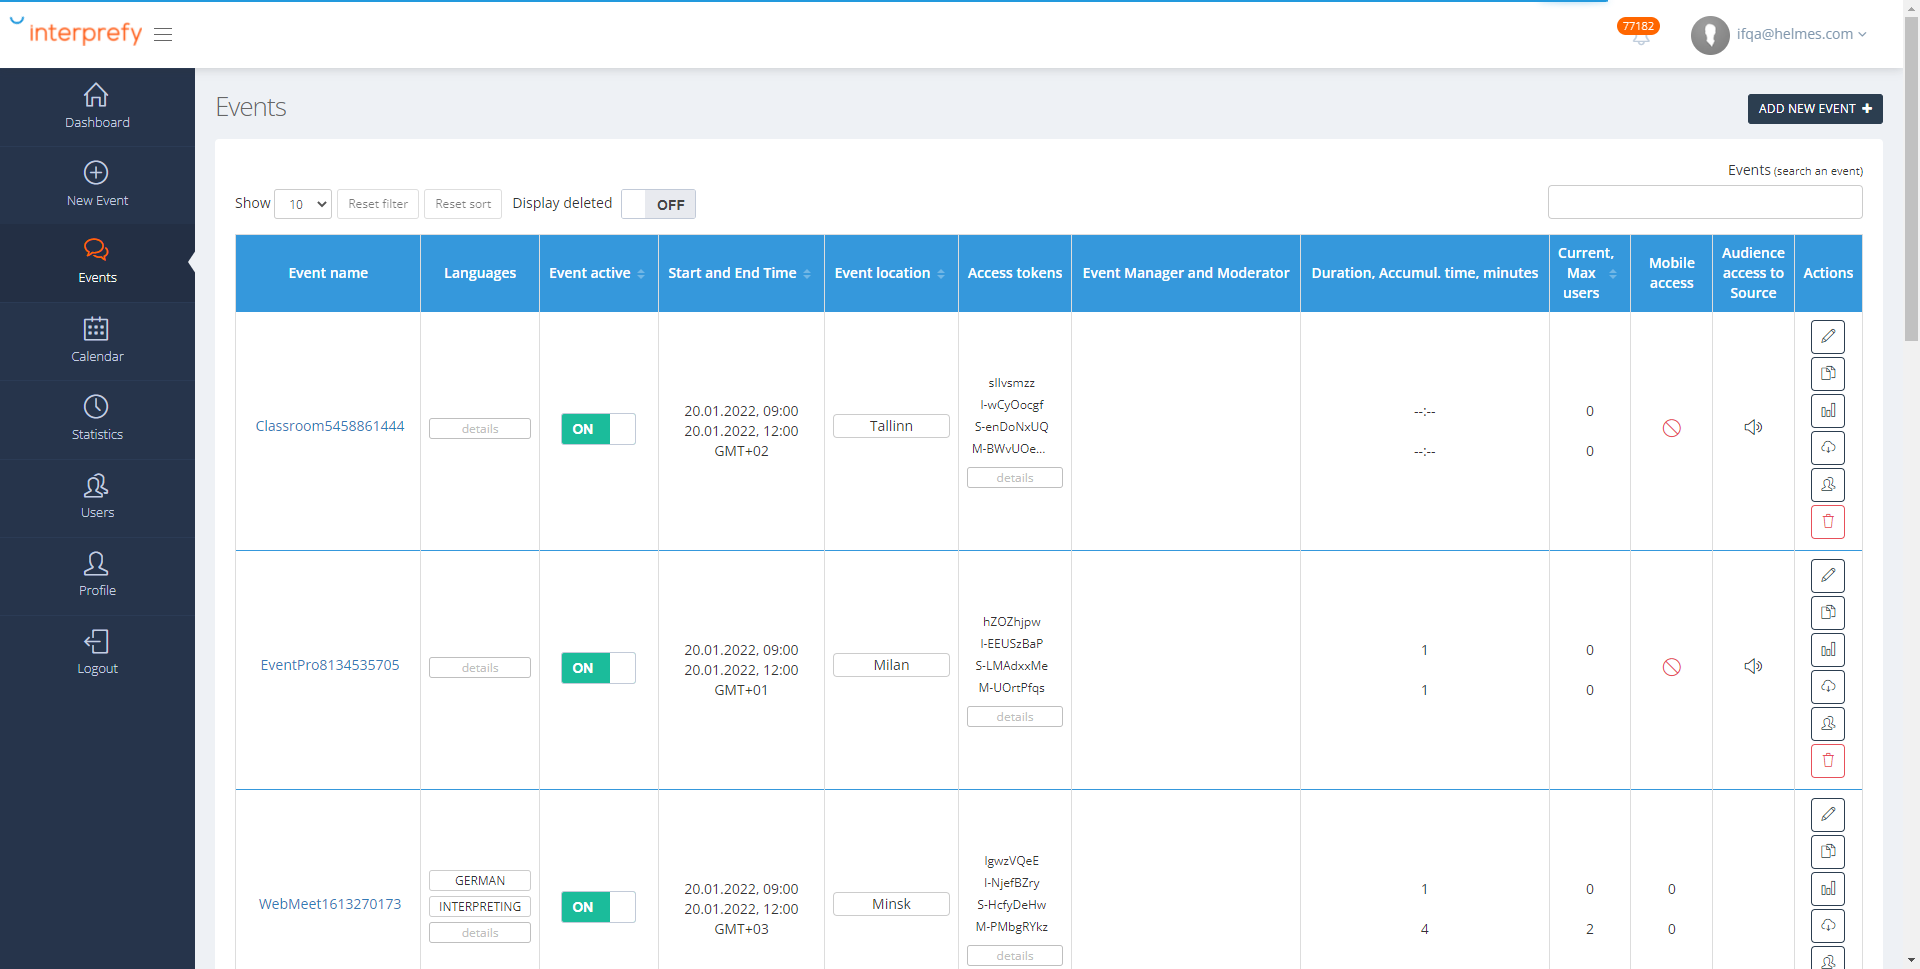 interprefy
77182
ifqa@helmes.com
Dashboard
New Event
Events
Calendar
Statistics
Users
Profile
Logout
Events
ADD NEW EVENT
Events (search an event)
Show 10 Reset filter Reset sort Display deleted OFF
Event name Languages Event active Start and End Time Event location Access tokens Event Manager and Moderator Duration, Accumul. time, minutes Current, Max users Mobile access Audience access to Source Actions
Classroom5458861444
details
ON
20.01.2022, 09:00
20.01.2022, 12:00
GMT+02
Tallinn
sllvsmzz
I-wCyOocgf
S-enDoNxUQ
M-BWvUOe...
details
--:--
--:--
0
0
EventPro8134535705
details
ON
20.01.2022, 09:00
20.01.2022, 12:00
GMT+01
Milan
hZOZhjpw
I-EEUSzBaP
S-LMAdxxMe
M-UOrtPfqs
details
1
1
0
0
WebMeet1613270173
GERMAN
INTERPRETING
details
ON
20.01.2022, 09:00
20.01.2022, 12:00
GMT+03
Minsk
lgwzVQeE
I-NjefBZry
S-HcfyDeHw
M-PMbgRYkz
details
1
4
0
2
0
0